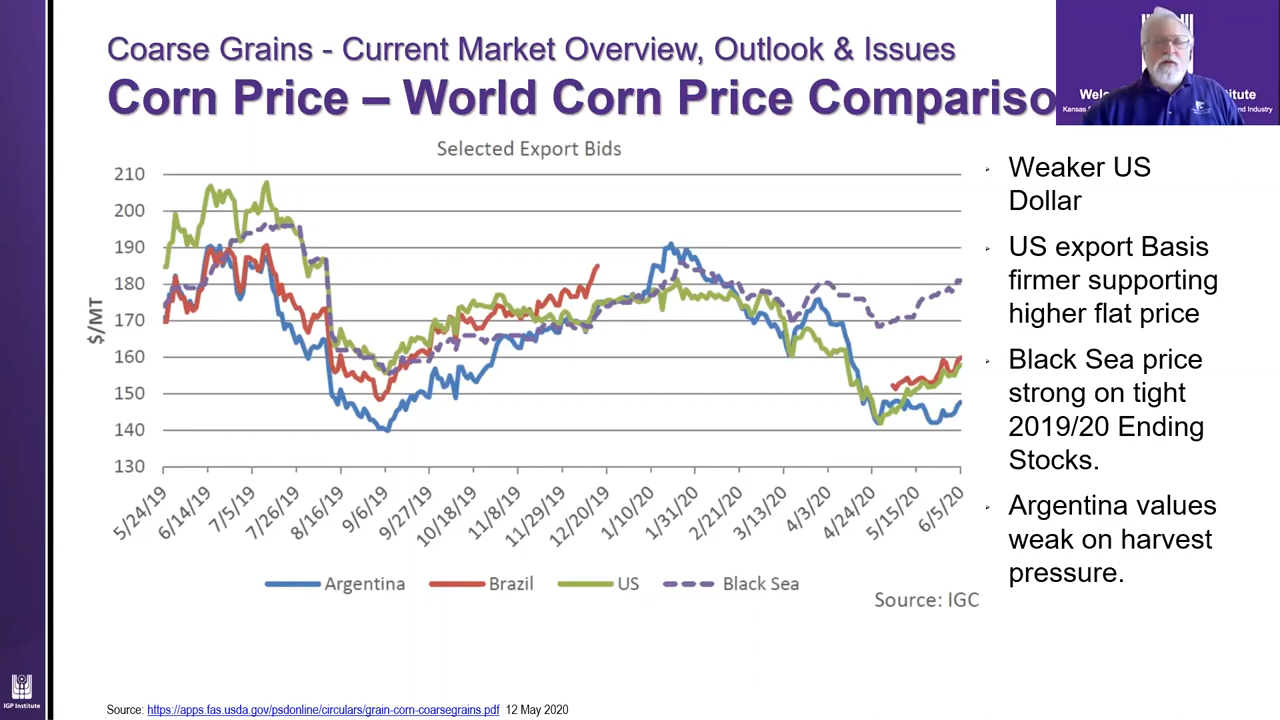 Coarse Grains - Current Market Overview, Outlook & Issues
Corn Price – World Corn Price Compariso
Selected Export Bids
$/MT
210
200
190
180
170
160
150
140
130
5/24/19
6/14/19
7/5/19
7/26/19
8/16/19
9/6/19
9/27/19
10/18/19
11/8/19
11/29/19
12/20/19
1/10/20
1/31/20
2/21/20
3/13/20
4/3/20
4/24/20
5/15/20
6/5/20
Argentina
Brazil
US
Black Sea
Source: IGC
Weaker US
Dollar
US export Basis
firmer supporting
higher flat price
Black Sea price
strong on tight
2019/20 Ending
Stocks.
Argentina values
weak on harvest
pressure.
IGP Institute
Source: https://apps.fas.usda.gov/psdonline/circulars/grain-corn-coarsegrains.pdf 12 May 2020